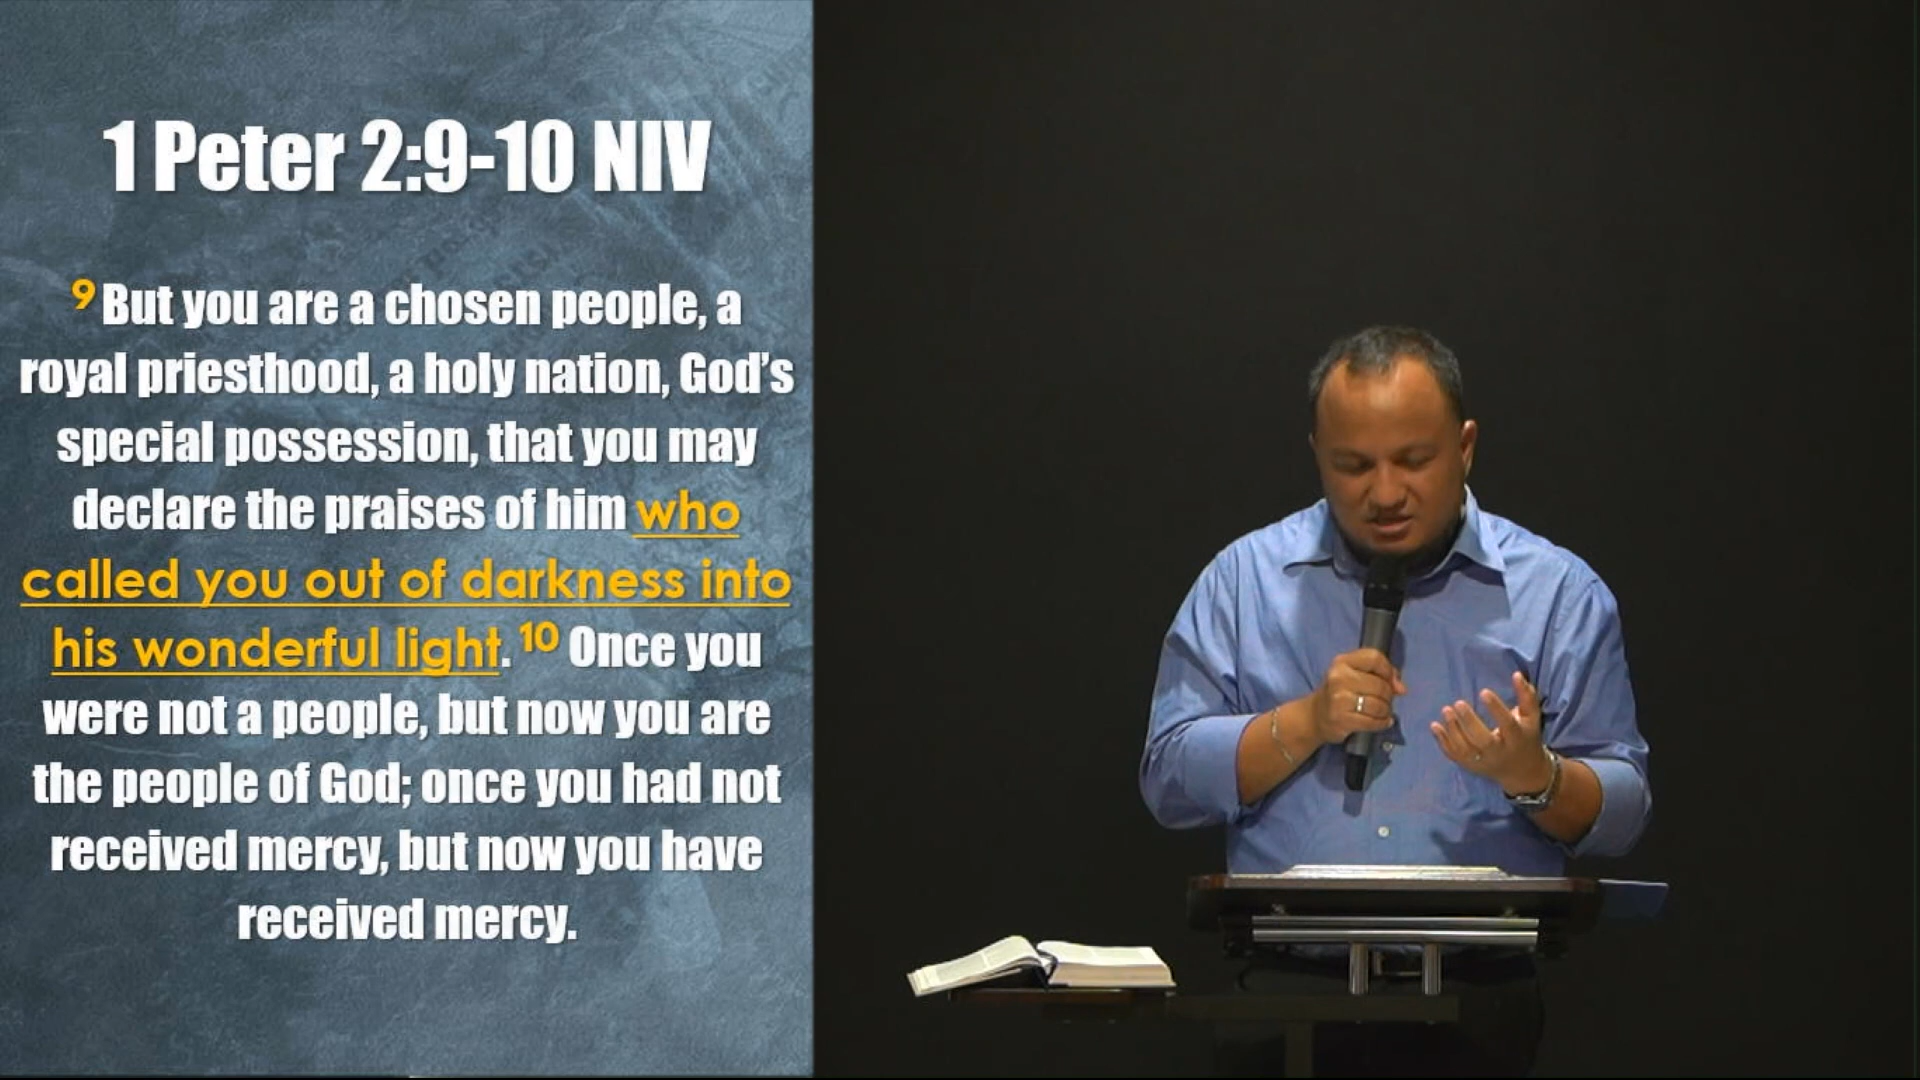 1 Peter 2:9-10 NIV
9 But you are a chosen people, a
royal priesthood, a holy nation, God’s
special possession, that you may
declare the praises of him who
called you out of darkness into
his wonderful light. 10 Once you
were not a people, but now you are
the people of God; once you had not
received mercy, but now you have
received mercy.